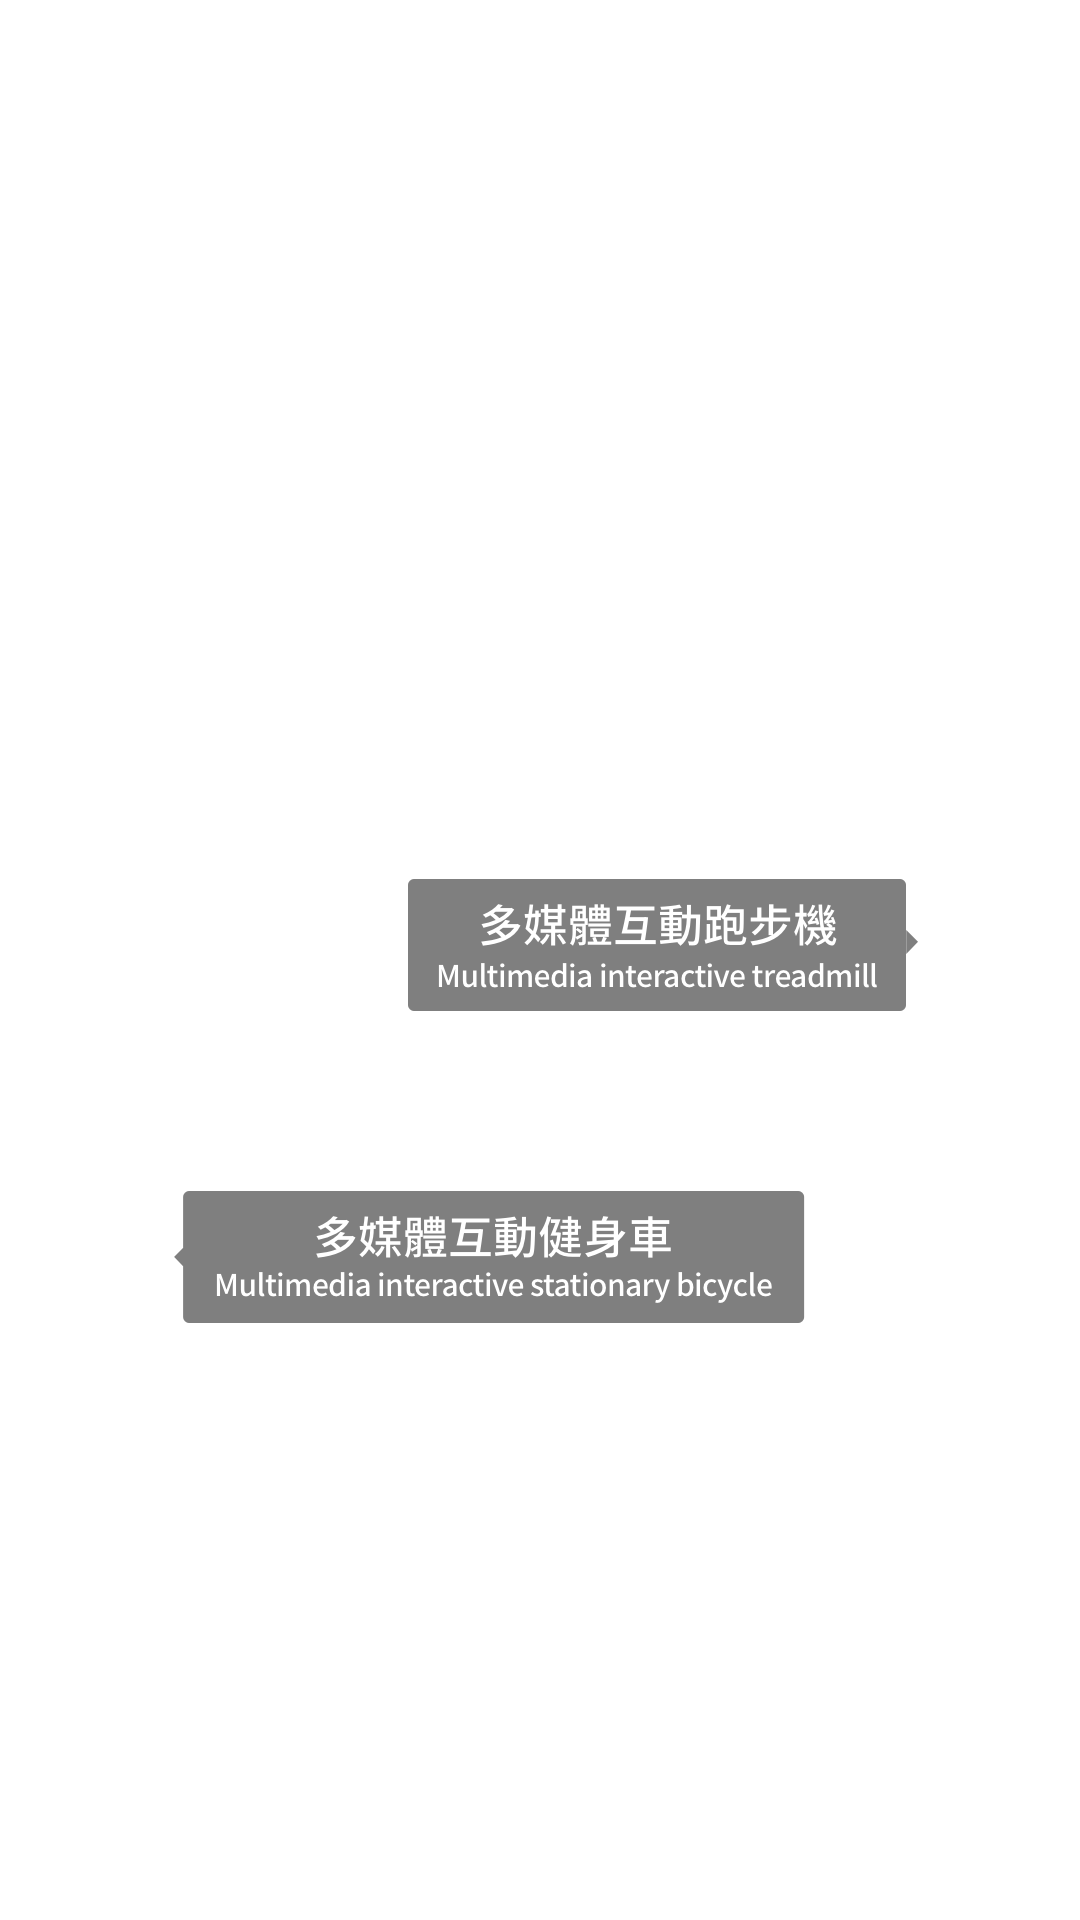 多媒體互動跑步機
Multimedia interactive treadmill
多媒體互動健身車
Multimedia interactive stationary bicycle